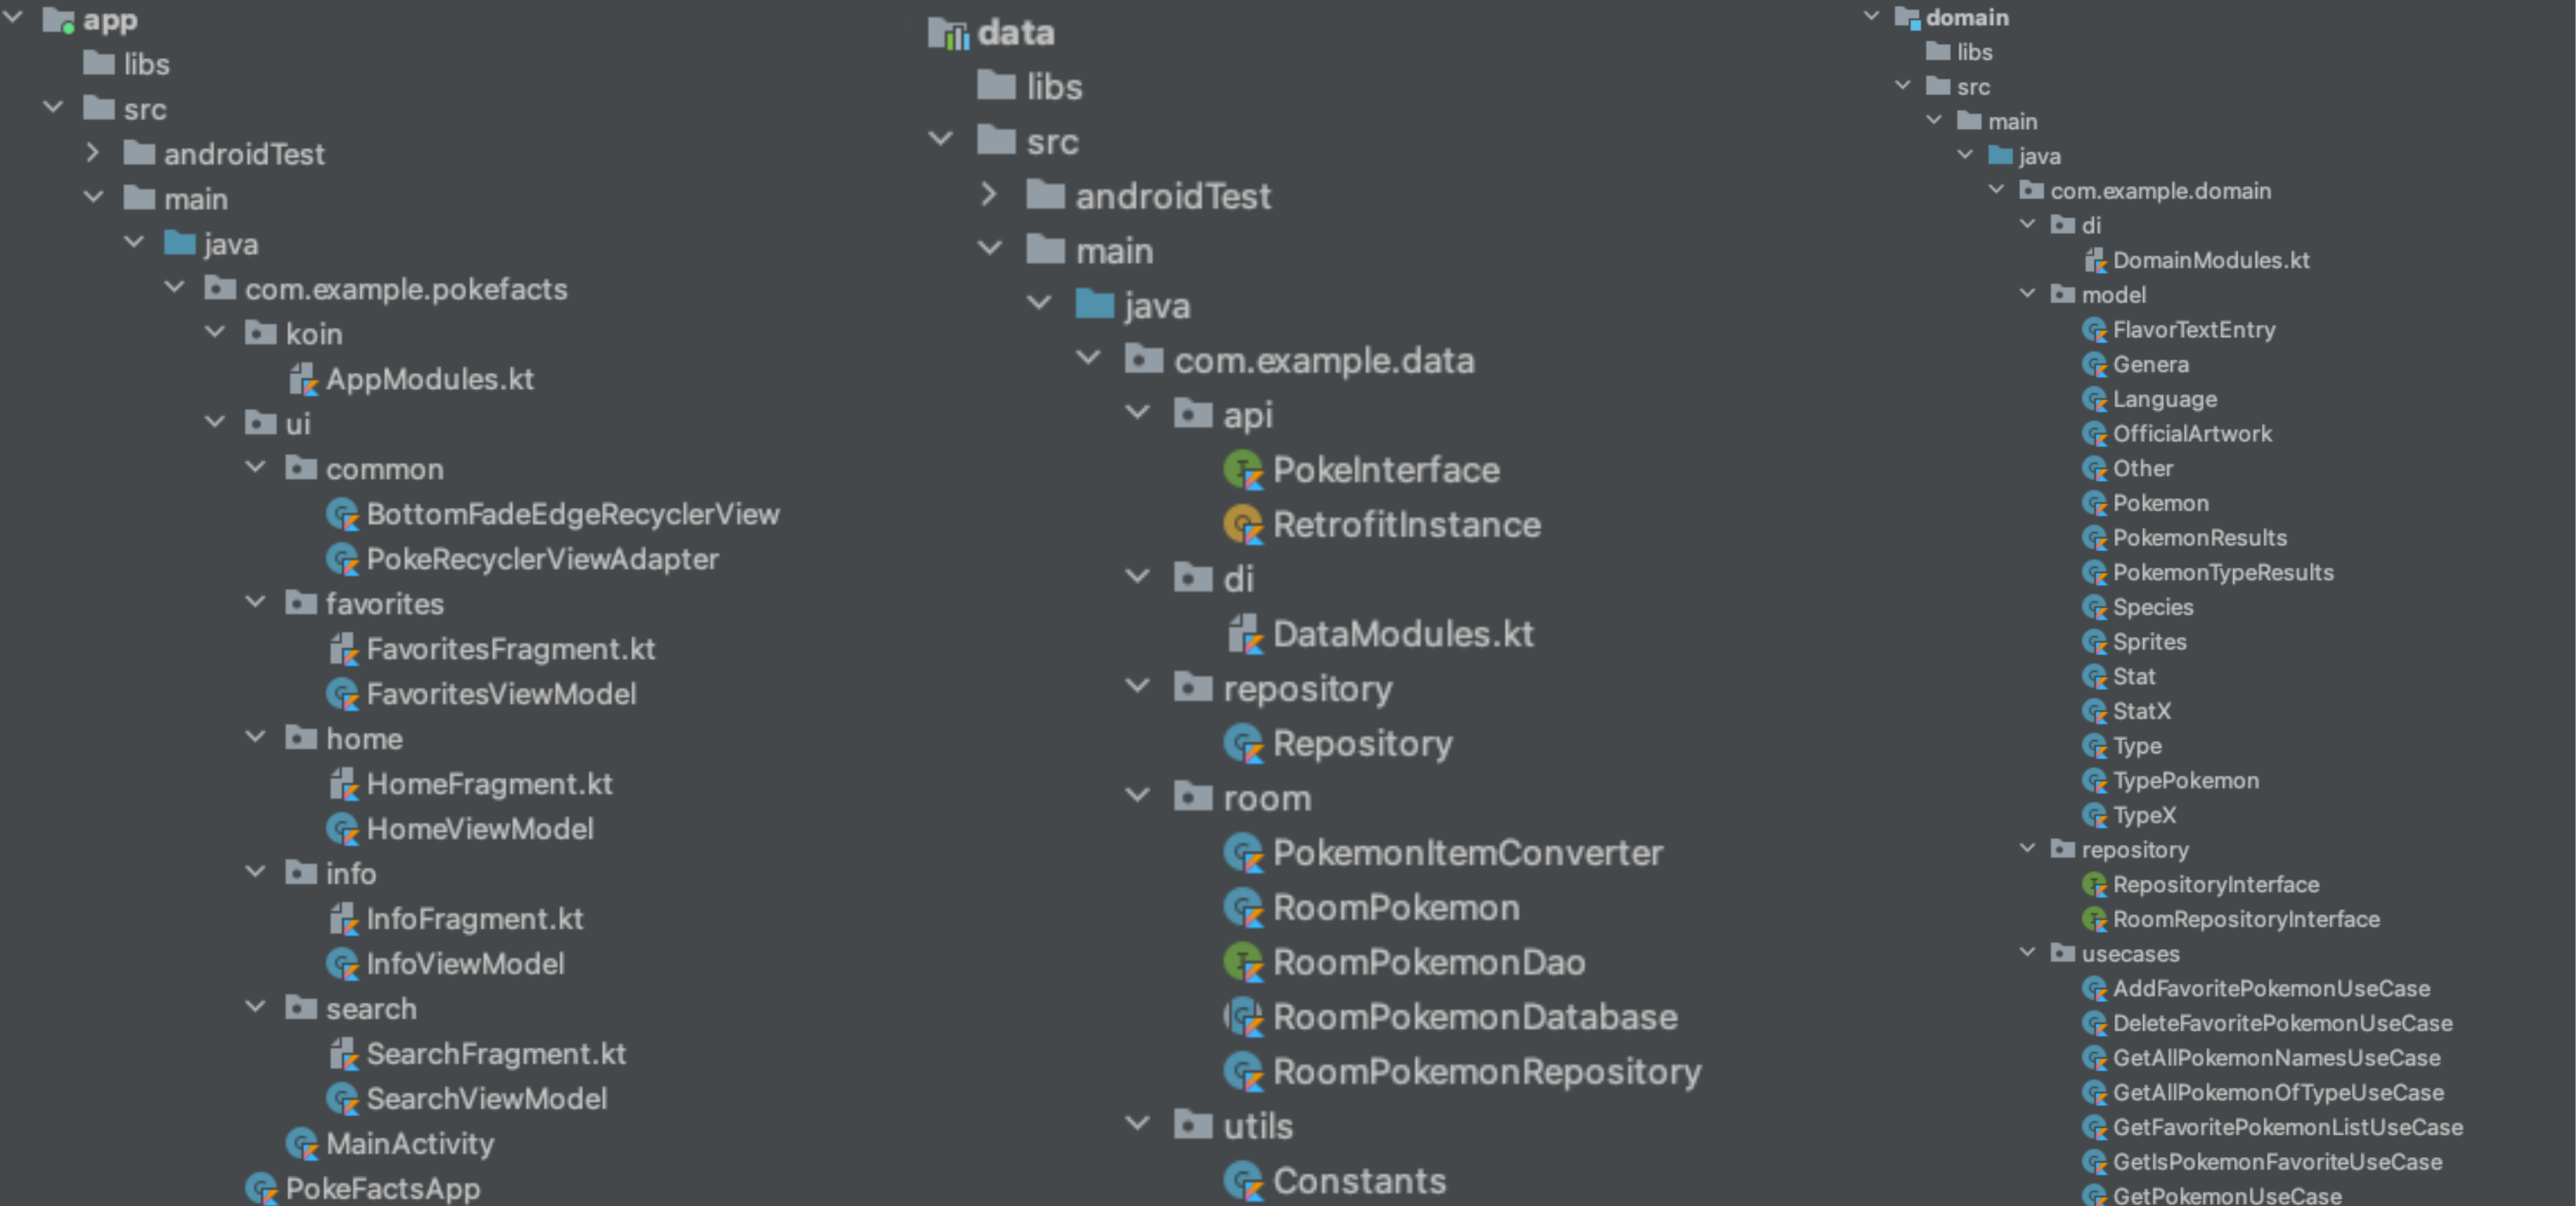 app
libs
src
androidTest
main
java
com.example.pokefacts
koin
AppModules.kt
ui
common
BottomFadeEdgeRecyclerView
PokeRecyclerViewAdapter
favorites
FavoritesFragment.kt
FavoritesViewModel
home
HomeFragment.kt
HomeViewModel
info
InfoFragment.kt
InfoViewModel
search
SearchFragment.kt
SearchViewModel
MainActivity
PokeFactsApp
data
libs
src
androidTest
main
java
com.example.data
api
PokeInterface
RetrofitInstance
di
DataModules.kt
repository
Repository
room
PokemonItemConverter
RoomPokemon
RoomPokemonDao
RoomPokemonDatabase
RoomPokemonRepository
utils
Constants
domain
libs
src
main
java
com.example.domain
di
DomainModules.kt
model
FlavorTextEntry
Genera
Language
OfficialArtwork
Other
Pokemon
PokemonResults
PokemonTypeResults
Species
Sprites
Stat
StatX
Type
TypePokemon
TypeX
repository
RepositoryInterface
RoomRepositoryInterface
usecases
AddFavoritePokemonUseCase
DeleteFavoritePokemonUseCase
GetAllPokemonNamesUseCase
GetAllPokemonOfTypeUseCase
GetFavoritePokemonListUseCase
GetIsPokemonFavoriteUseCase
GetPokemonUseCase